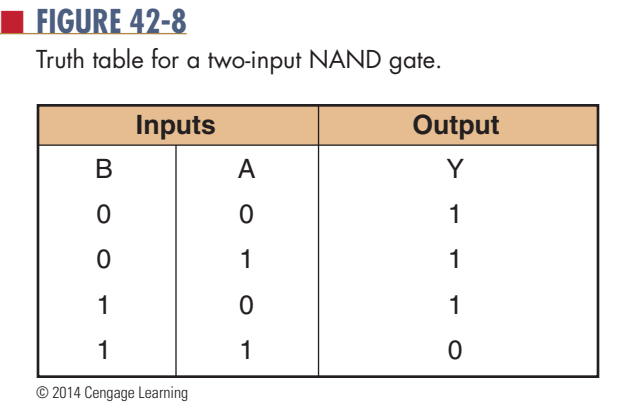 FIGURE 42-8
Truth table for a two-input NAND gate.
Inputs Output
B A Y
0 0 1
0 1 1
1 0 1
1 1 0
© 2014 Cengage Learning